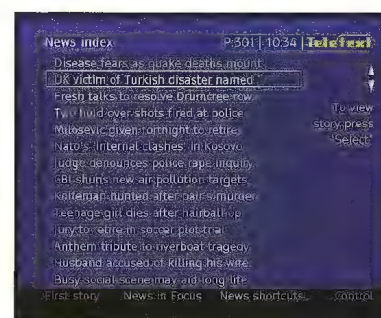 News Index P:301 10:34 Teletext
Disease fears as quake deaths mount
UK victim of Turkish disaster named
Fresh talks to resolve Drumcree row
Two held over shots fired at police
Milosevic given fortnight to retire
Nato's 'internal clashes' in Kosovo
Judge denounces police rape inquiry
CBI shuns new air pollution targets
Knifeman hunted after pair's murder
Teenage girl dies after hairball op
Jury to retire in soccer plot trial
Anthem tribute to riverboat tragedy
Husband accused of killing his wife
Busy social scene may aid long life
To view
story press
'Select'
First story News in Focus News shortcuts Control